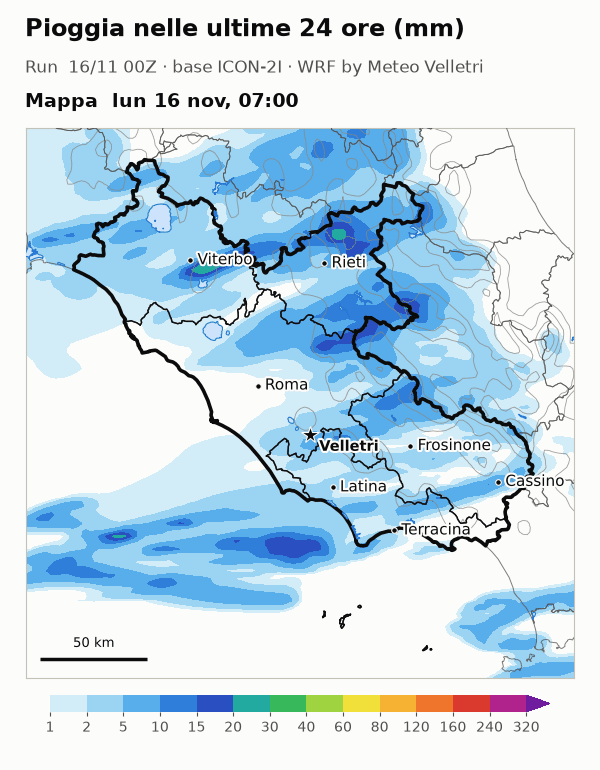 Pioggia nelle ultime 24 ore (mm)
Run 16/11 00Z · base ICON-2I · WRF by Meteo Velletri
Mappa lun 16 nov, 07:00
Viterbo
Rieti
Roma
Velletri
Frosinone
Cassino
Latina
Terracina
50 km
1 2 5 10 15 20 30 40 60 80 120 160 240 320